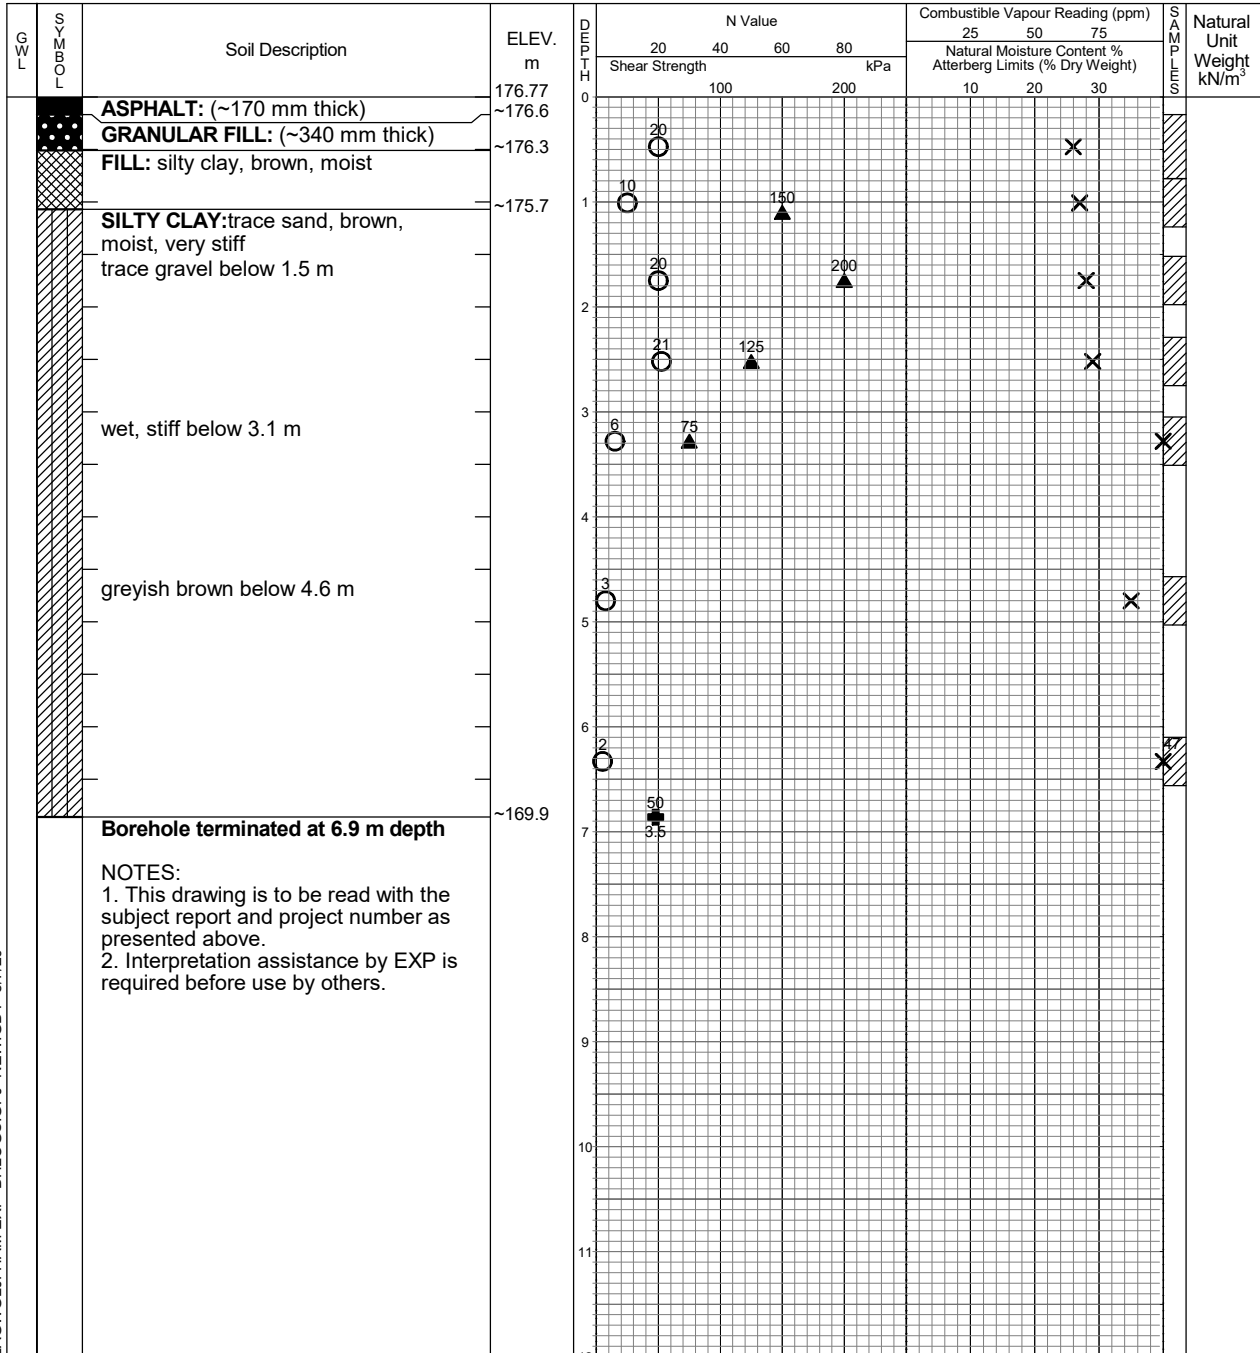 GWL
SYMBOL
Soil Description
ELEV.
m
176.77
DEPTH
N Value
20 40 60 80
Shear Strength kPa
100 200
Combustible Vapour Reading (ppm)
25 50 75
Natural Moisture Content %
Atterberg Limits (% Dry Weight)
10 20 30
SAMPLES
Natural
Unit
Weight
kN/m³
0
ASPHALT: (~170 mm thick)
~176.6
GRANULAR FILL: (~340 mm thick)
~176.3
20
FILL: silty clay, brown, moist
10
150
1
~175.7
SILTY CLAY:trace sand, brown,
moist, very stiff
trace gravel below 1.5 m
20
200
2
21
125
3
wet, stiff below 3.1 m
6
75
4
greyish brown below 4.6 m
3
5
6
2
47
50
3.5
~169.9
7
Borehole terminated at 6.9 m depth
NOTES:
1. This drawing is to be read with the
subject report and project number as
presented above.
2. Interpretation assistance by EXP is
required before use by others.
8
9
10
11